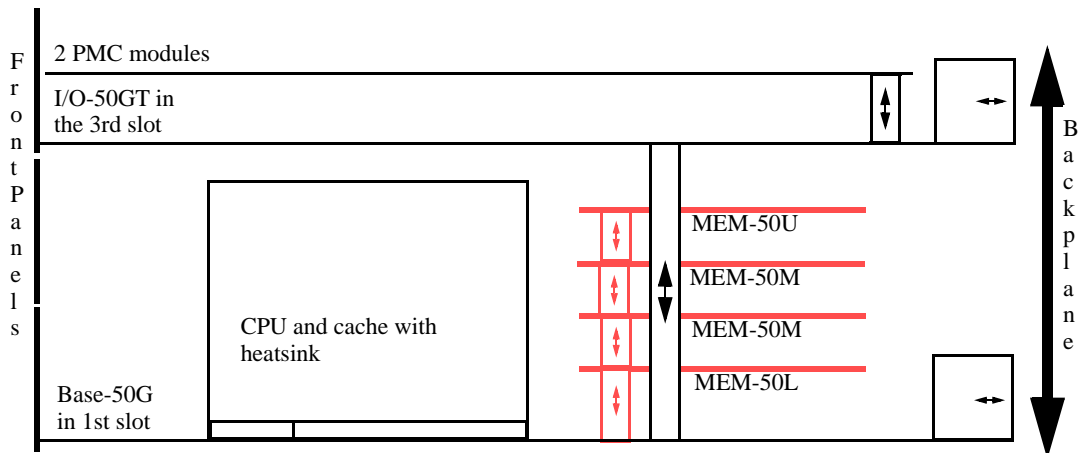 Front Panels
2 PMC modules
I/O-50GT in
the 3rd slot
MEM-50U
MEM-50M
CPU and cache with
heatsink
MEM-50M
MEM-50L
Base-50G
in 1st slot
Backplane